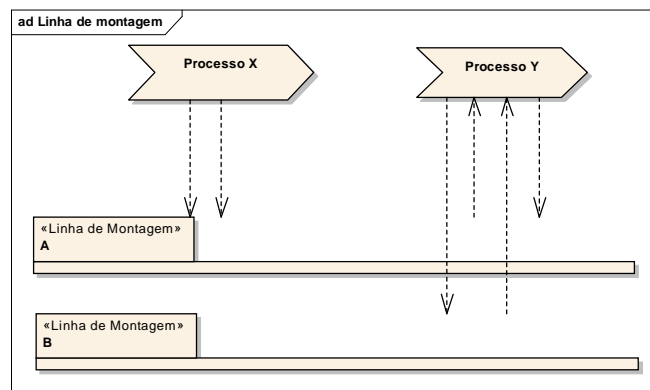 ad Linha de montagem
Processo X
Processo Y
«Linha de Montagem»
A
«Linha de Montagem»
B